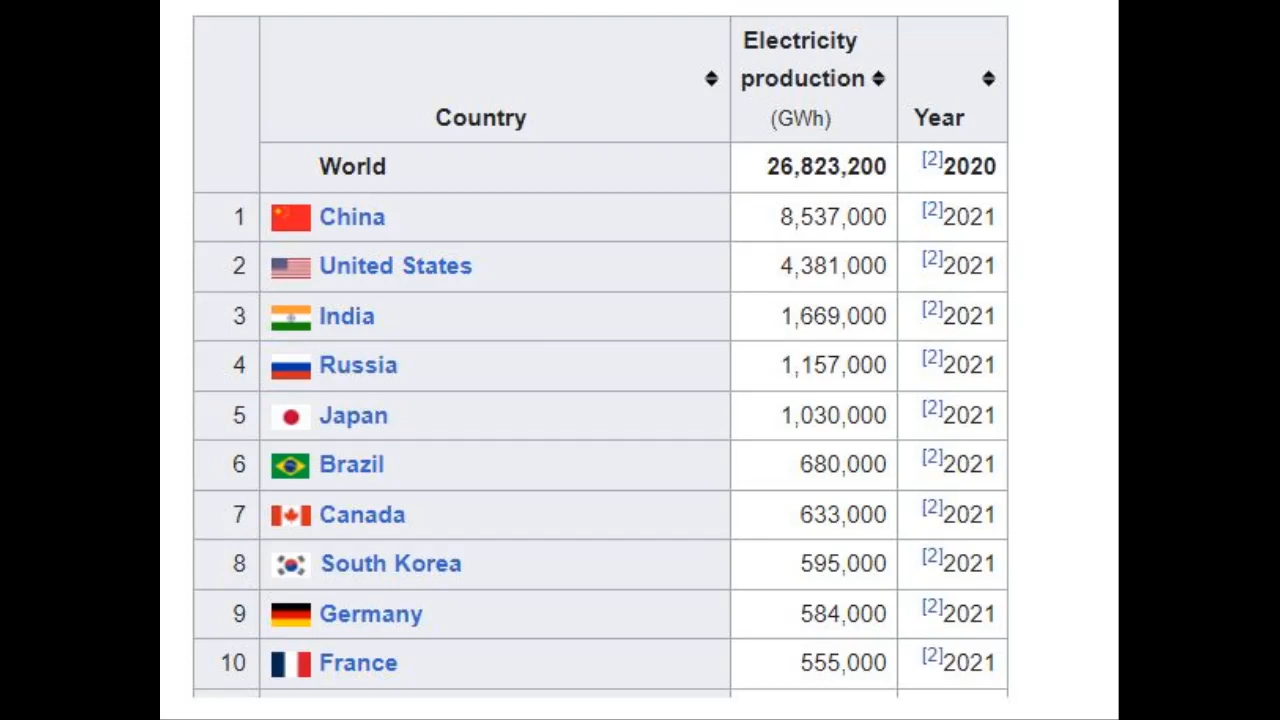 Country Electricity production (GWh) Year
World 26,823,200 [2]2020
1 China 8,537,000 [2]2021
2 United States 4,381,000 [2]2021
3 India 1,669,000 [2]2021
4 Russia 1,157,000 [2]2021
5 Japan 1,030,000 [2]2021
6 Brazil 680,000 [2]2021
7 Canada 633,000 [2]2021
8 South Korea 595,000 [2]2021
9 Germany 584,000 [2]2021
10 France 555,000 [2]2021